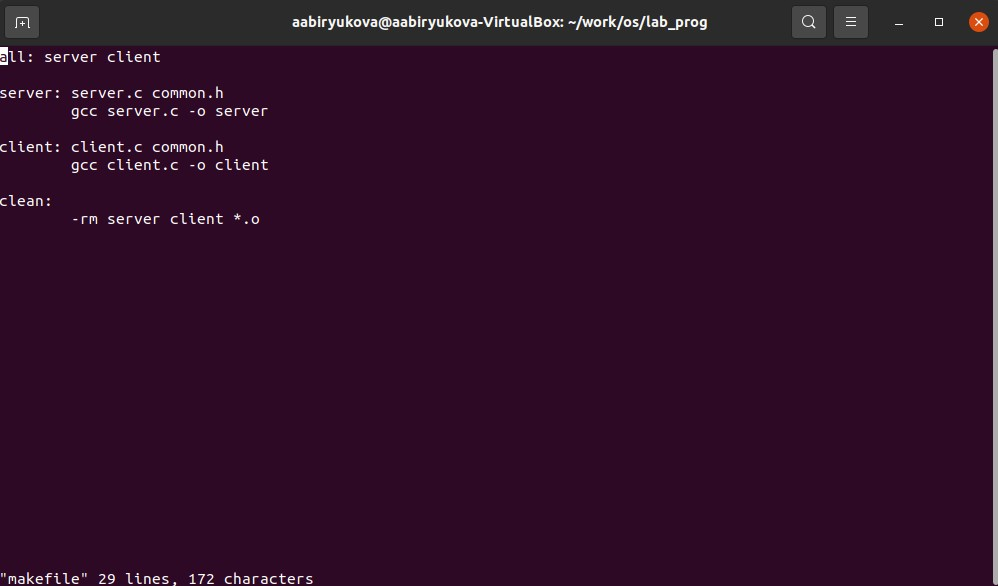 aabiryukova@aabiryukova-VirtualBox: ~/work/os/lab_prog
all: server client
server: server.c common.h
        gcc server.c -o server
client: client.c common.h
        gcc client.c -o client
clean:
        -rm server client *.o
"makefile" 29 lines, 172 characters